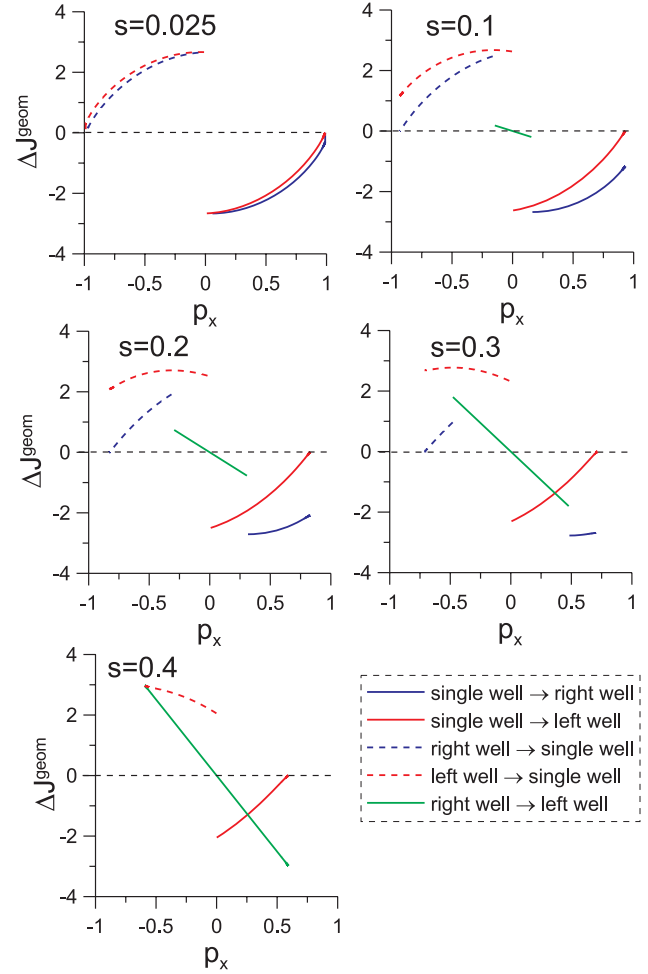 s=0.025
4
2
0
-2
-4
ΔJ^geom
-1 -0.5 0 0.5 1
p_x
s=0.1
4
2
0
-2
-4
-1 -0.5 0 0.5 1
p_x
s=0.2
4
2
0
-2
-4
ΔJ^geom
-1 -0.5 0 0.5 1
p_x
s=0.3
4
2
0
-2
-4
-1 -0.5 0 0.5 1
p_x
s=0.4
4
2
0
-2
-4
ΔJ^geom
-1 -0.5 0 0.5 1
p_x
single well → right well
single well → left well
right well → single well
left well → single well
right well → left well